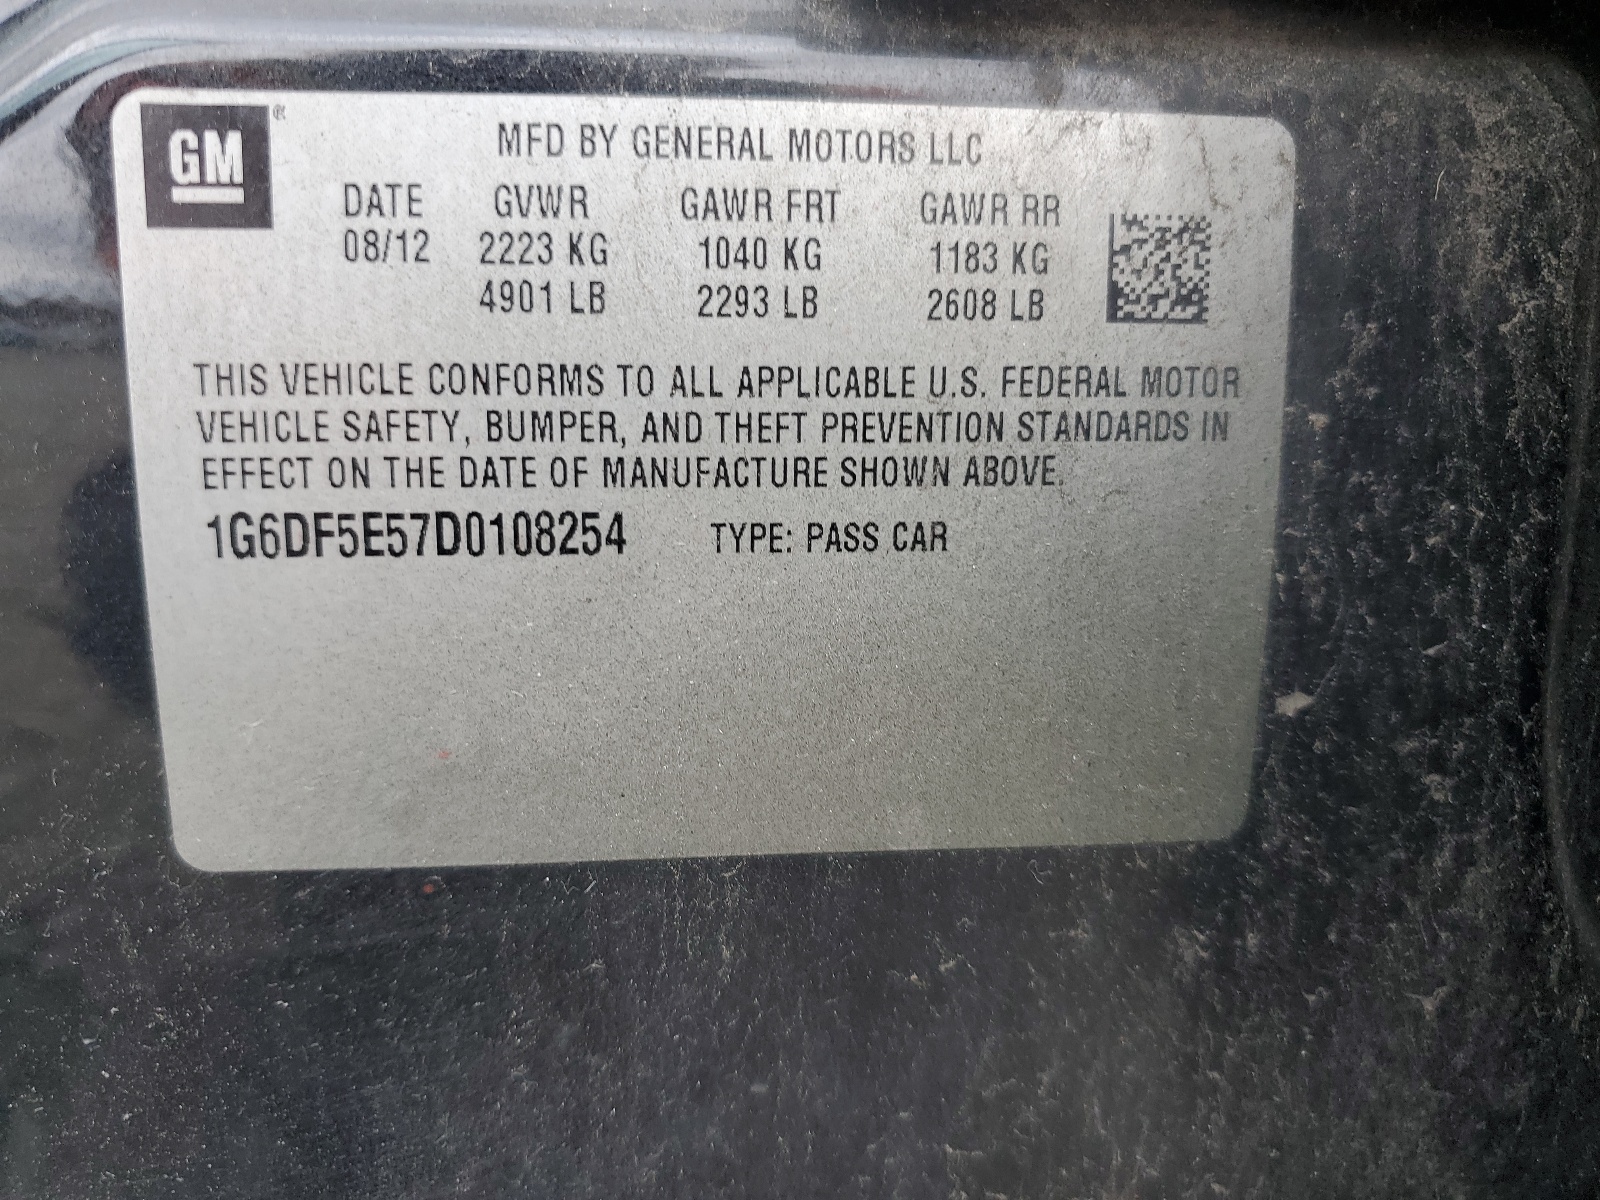 GM®
MFD BY GENERAL MOTORS LLC
DATE GVWR GAWR FRT GAWR RR
08/12 2223 KG 1040 KG 1183 KG
4901 LB 2293 LB 2608 LB
THIS VEHICLE CONFORMS TO ALL APPLICABLE U.S. FEDERAL MOTOR
VEHICLE SAFETY, BUMPER, AND THEFT PREVENTION STANDARDS IN
EFFECT ON THE DATE OF MANUFACTURE SHOWN ABOVE.
1G6DF5E57D0108254 TYPE: PASS CAR